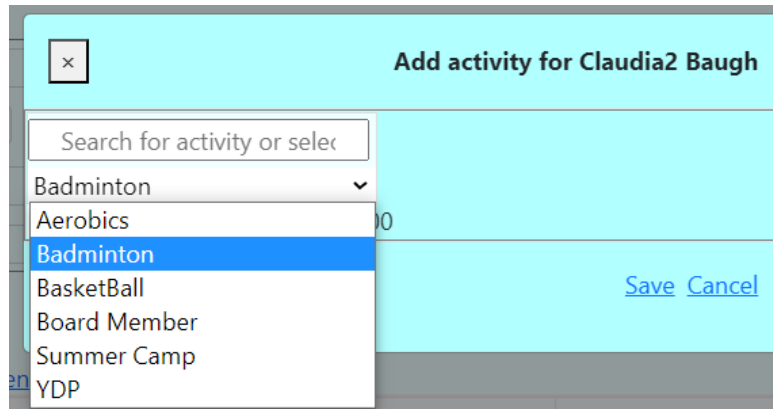 ×
Add activity for Claudia2 Baugh
Search for activity or selec
Badminton
Aerobics
00
Badminton
BasketBall
Save Cancel
Board Member
Summer Camp
en
YDP